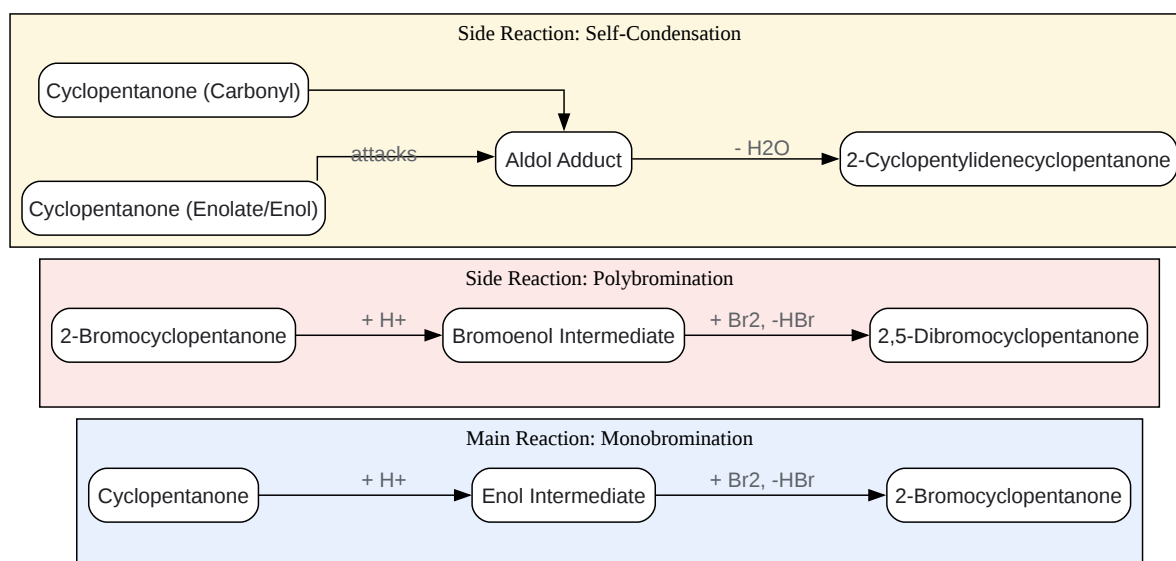 Side Reaction: Self-Condensation
Cyclopentanone (Carbonyl)
attacks
Aldol Adduct
- H2O
2-Cyclopentylidenecyclopentanone
Cyclopentanone (Enolate/Enol)
Side Reaction: Polybromination
2-Bromocyclopentanone
+ H+
Bromoenol Intermediate
+ Br2, -HBr
2,5-Dibromocyclopentanone
Main Reaction: Monobromination
Cyclopentanone
+ H+
Enol Intermediate
+ Br2, -HBr
2-Bromocyclopentanone